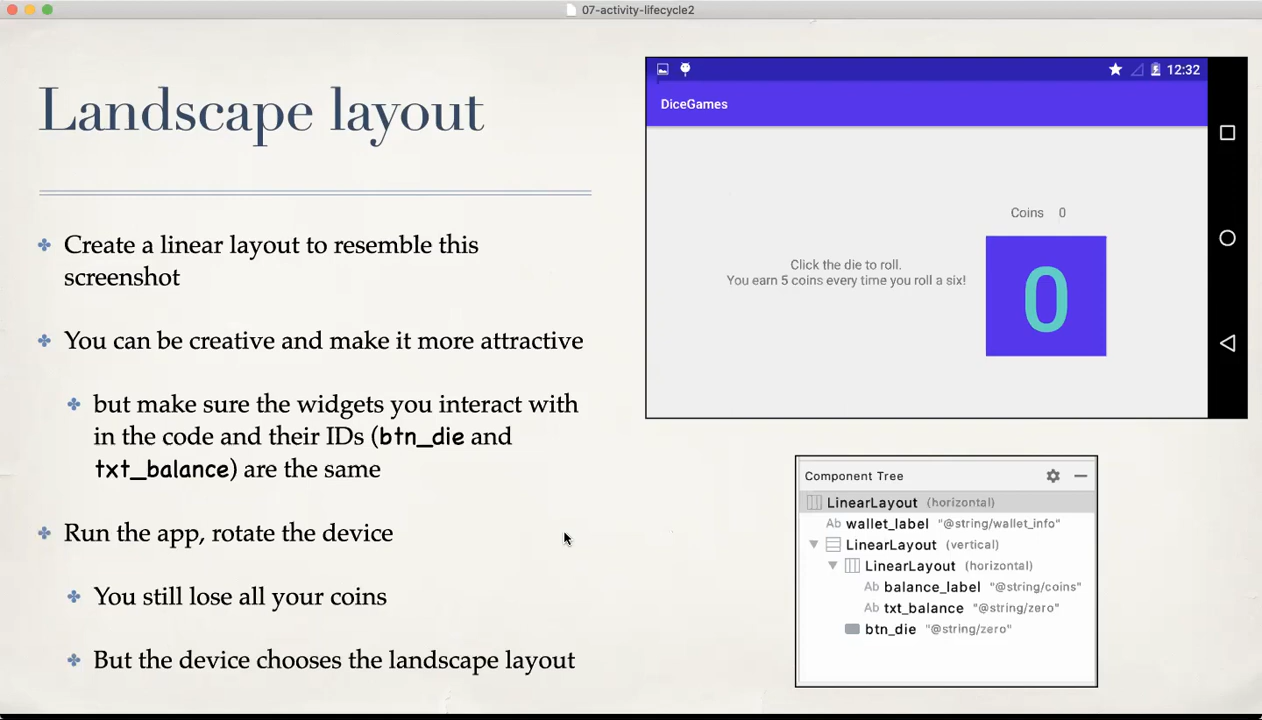 07-activity-lifecycle2
Landscape layout
Create a linear layout to resemble this
screenshot
You can be creative and make it more attractive
but make sure the widgets you interact with
in the code and their IDs (btn_die and
txt_balance) are the same
Run the app, rotate the device
You still lose all your coins
But the device chooses the landscape layout
12:32
DiceGames
Coins 0
Click the die to roll.
You earn 5 coins every time you roll a six!
0
Component Tree
LinearLayout (horizontal)
Ab wallet_label "@string/wallet_info"
LinearLayout (vertical)
LinearLayout (horizontal)
Ab balance_label "@string/coins"
Ab txt_balance "@string/zero"
btn_die "@string/zero"